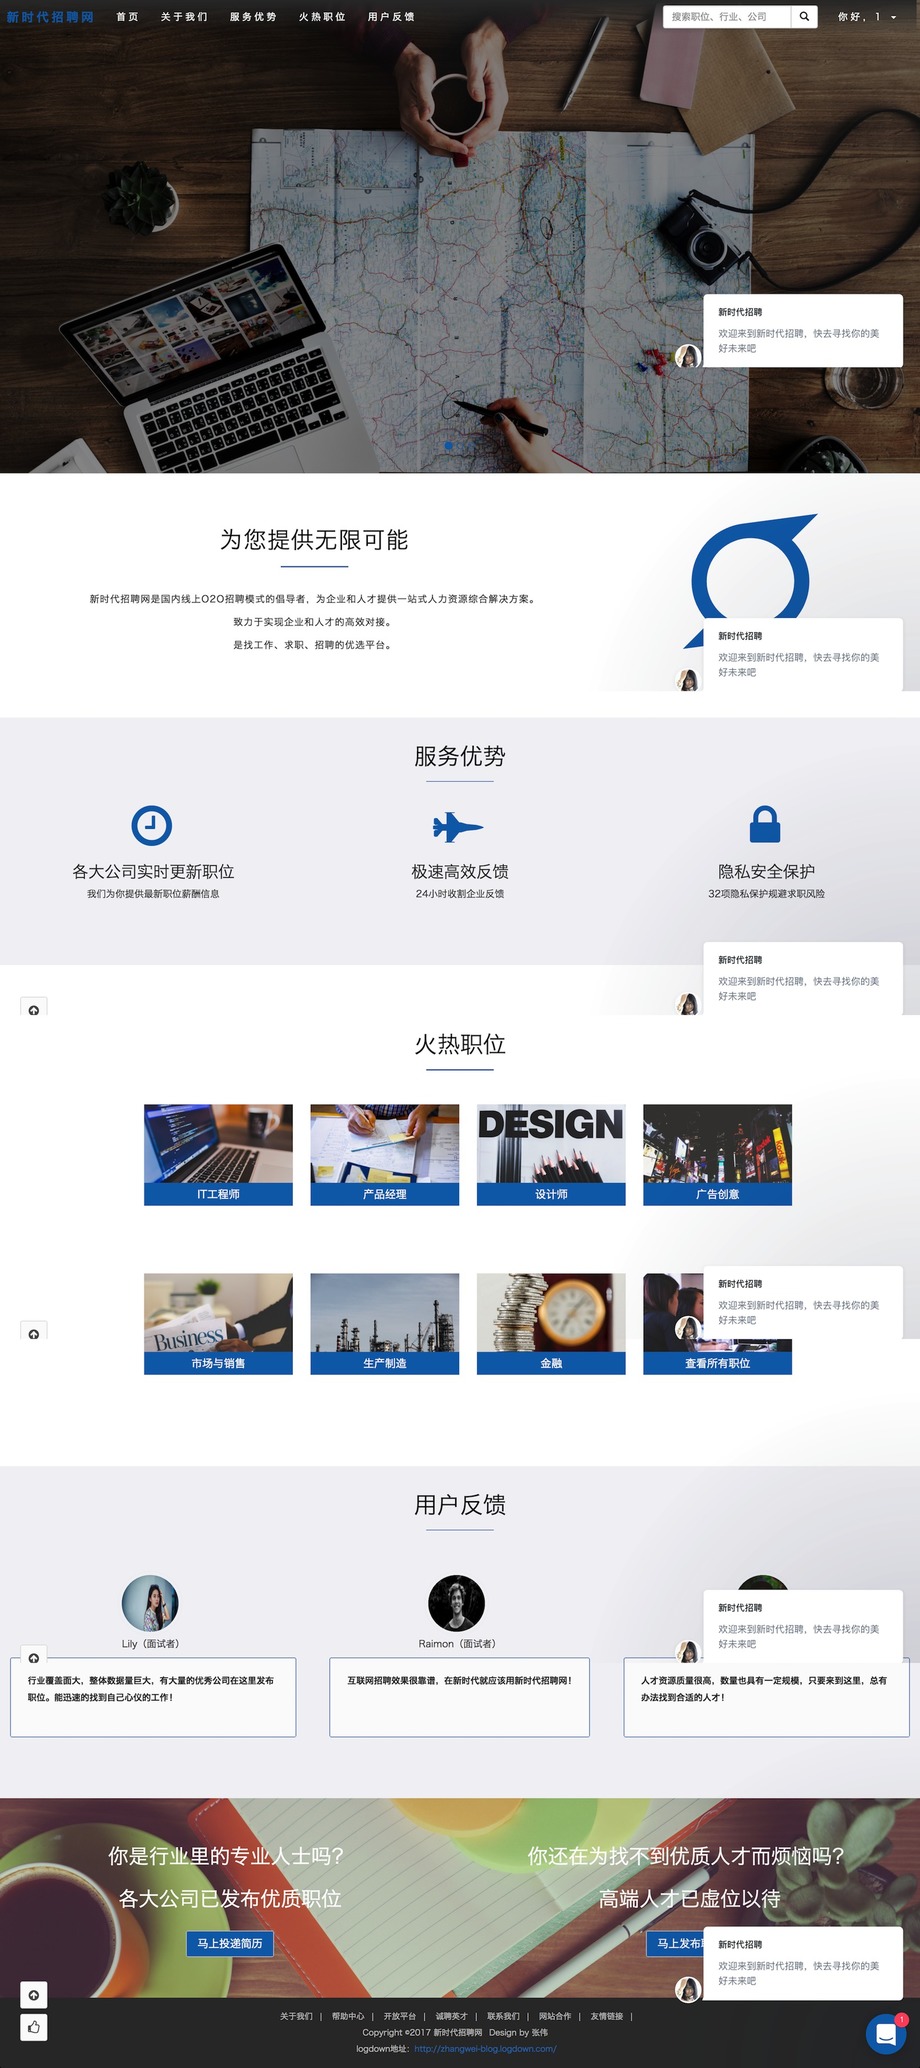 新时代招聘网 首页 关于我们 服务优势 火热职位 用户反馈 搜索职位、行业、公司 你好，1
新时代招聘
欢迎来到新时代招聘，快去寻找你的美
好未来吧
为您提供无限可能
新时代招聘网是国内线上O2O招聘模式的倡导者，为企业和人才提供一站式人力资源综合解决方案。
致力于实现企业和人才的高效对接。
是找工作、求职、招聘的优选平台。
新时代招聘
欢迎来到新时代招聘，快去寻找你的美
好未来吧
服务优势
各大公司实时更新职位 极速高效反馈 隐私安全保护
我们为你提供最新职位薪酬信息 24小时收割企业反馈 32项隐私保护规避求职风险
新时代招聘
欢迎来到新时代招聘，快去寻找你的美
好未来吧
火热职位
DESIGN
IT工程师 产品经理 设计师 广告创意
新时代招聘
欢迎来到新时代招聘，快去寻找你的美
好未来吧
Business
市场与销售 生产制造 金融 查看所有职位
用户反馈
新时代招聘
欢迎来到新时代招聘，快去寻找你的美
好未来吧
Lily（面试者） Raimon（面试者）
行业覆盖面大，整体数据量巨大，有大量的优秀公司在这里发布
职位。能迅速的找到自己心仪的工作！
互联网招聘效果很靠谱，在新时代就应该用新时代招聘网！
人才资源质量很高，数量也具有一定规模，只要来到这里，总有
办法找到合适的人才！
你是行业里的专业人士吗？
各大公司已发布优质职位
马上投递简历
你还在为找不到优质人才而烦恼吗？
高端人才已虚位以待
马上发布
新时代招聘
欢迎来到新时代招聘，快去寻找你的美
好未来吧
关于我们 | 帮助中心 | 开放平台 | 诚聘英才 | 联系我们 | 网站合作 | 友情链接 |
Copyright ©2017 新时代招聘网 Design by 张伟
logdown地址：http://zhangwei-blog.logdown.com/
1